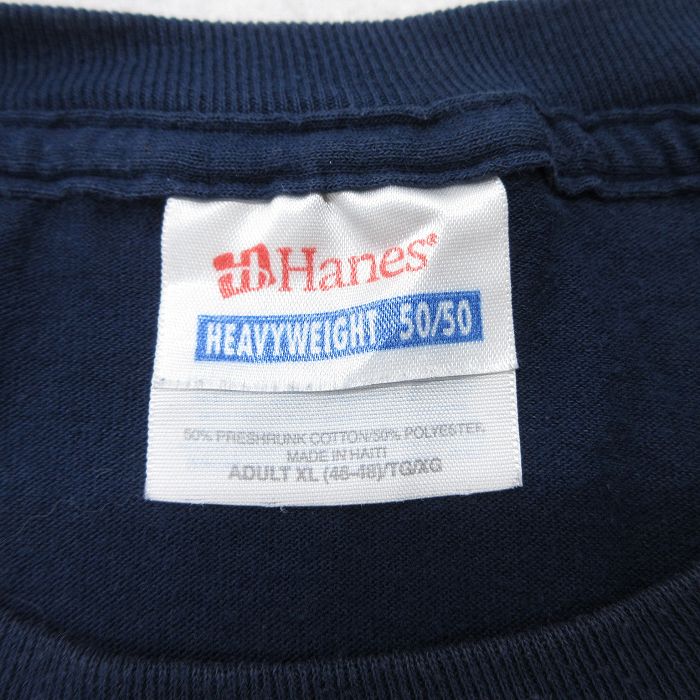 Hanes®
HEAVYWEIGHT 50/50
50% PRESHRUNK COTTON/50% POLYESTER
MADE IN HAITI
ADULT XL (46-48)/TG/XG